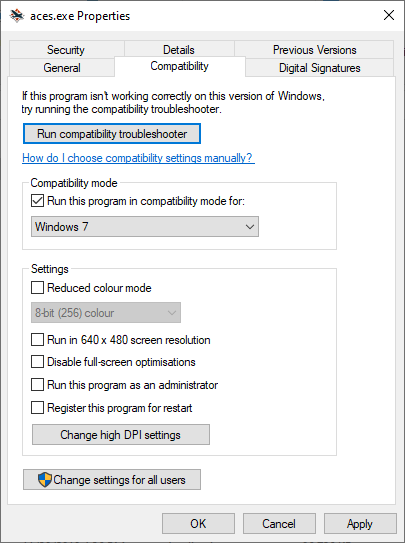 aces.exe Properties
Security Details Previous Versions
General Compatibility Digital Signatures
If this program isn't working correctly on this version of Windows,
try running the compatibility troubleshooter.
Run compatibility troubleshooter
How do I choose compatibility settings manually?
Compatibility mode
Run this program in compatibility mode for:
Windows 7
Settings
Reduced colour mode
8-bit (256) colour
Run in 640 x 480 screen resolution
Disable full-screen optimisations
Run this program as an administrator
Register this program for restart
Change high DPI settings
Change settings for all users
OK Cancel Apply